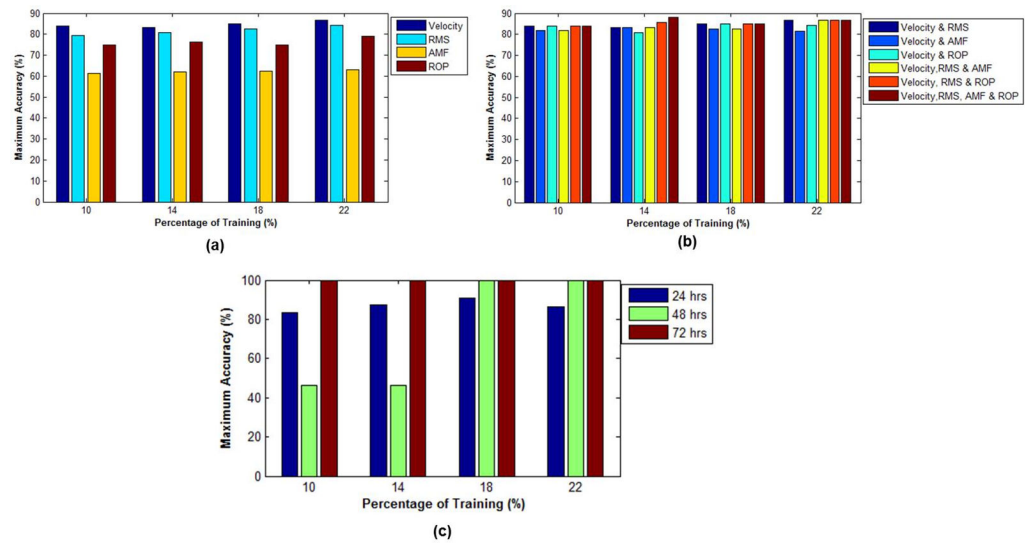 Maximum Accuracy (%)
90
80
70
60
50
40
30
20
10
0
10 14 18 22
Percentage of Training (%)
Velocity
RMS
AMF
ROP
(a)
Maximum Accuracy (%)
90
80
70
60
50
40
30
20
10
0
10 14 18 22
Percentage of Training (%)
Velocity & RMS
Velocity & AMF
Velocity & ROP
Velocity,RMS & AMF
Velocity, RMS & ROP
Velocity,RMS, AMF & ROP
(b)
Maximum Accuracy (%)
100
80
60
40
20
0
10 14 18 22
Percentage of Training (%)
24 hrs
48 hrs
72 hrs
(c)